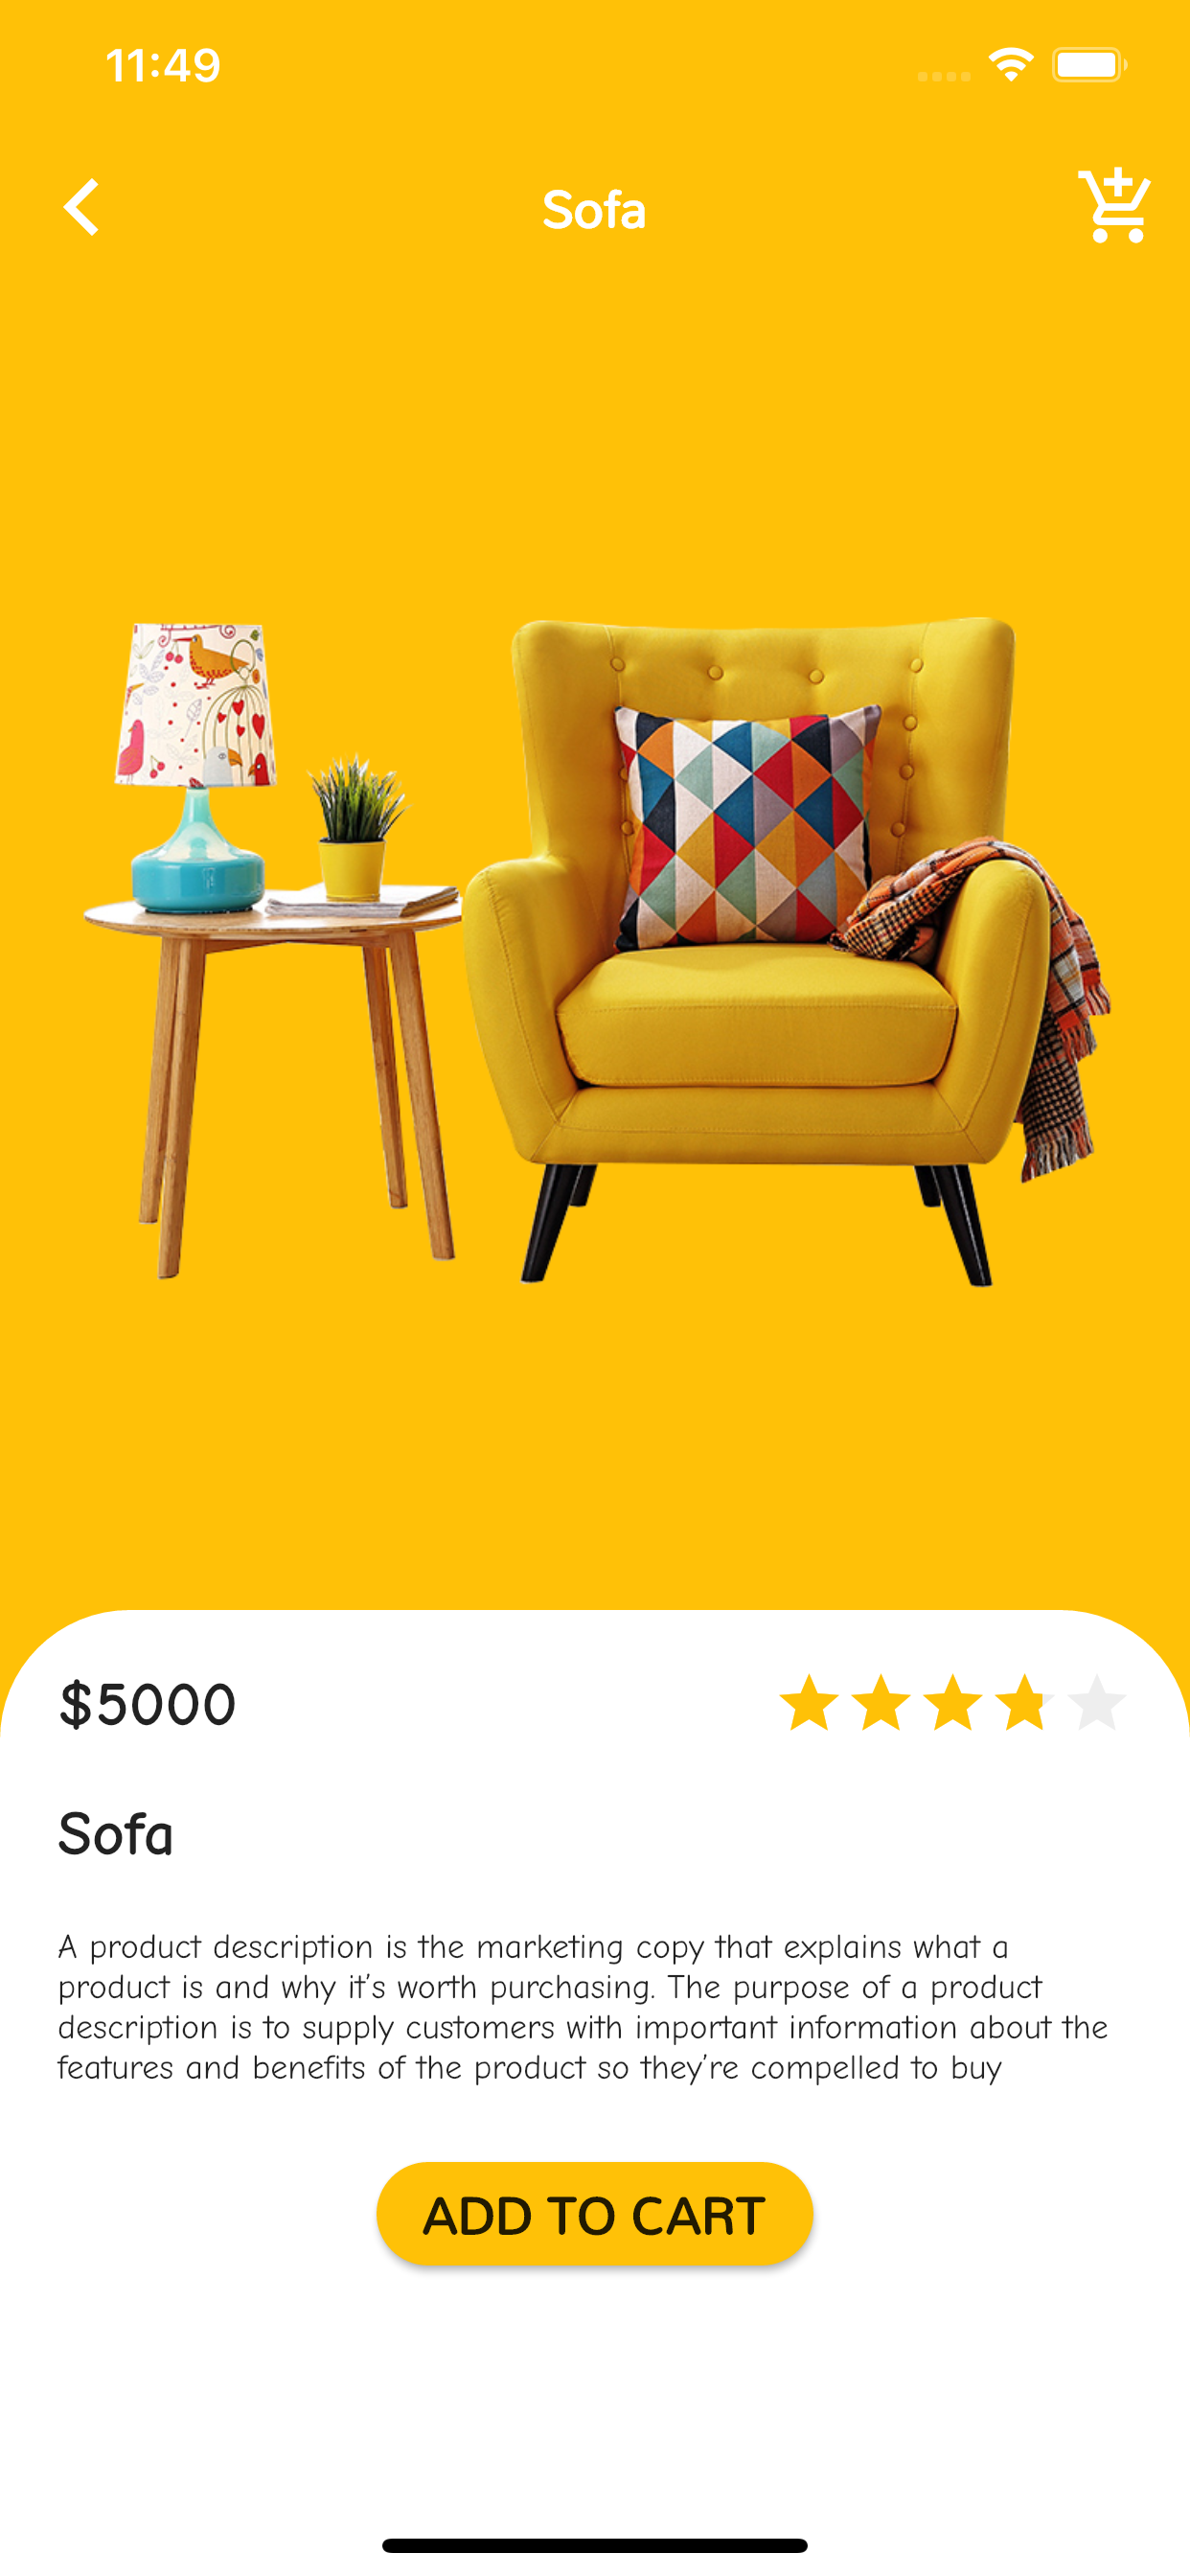 11:49
Sofa
$5000
Sofa
A product description is the marketing copy that explains what a
product is and why it's worth purchasing. The purpose of a product
description is to supply customers with important information about the
features and benefits of the product so they're compelled to buy
ADD TO CART